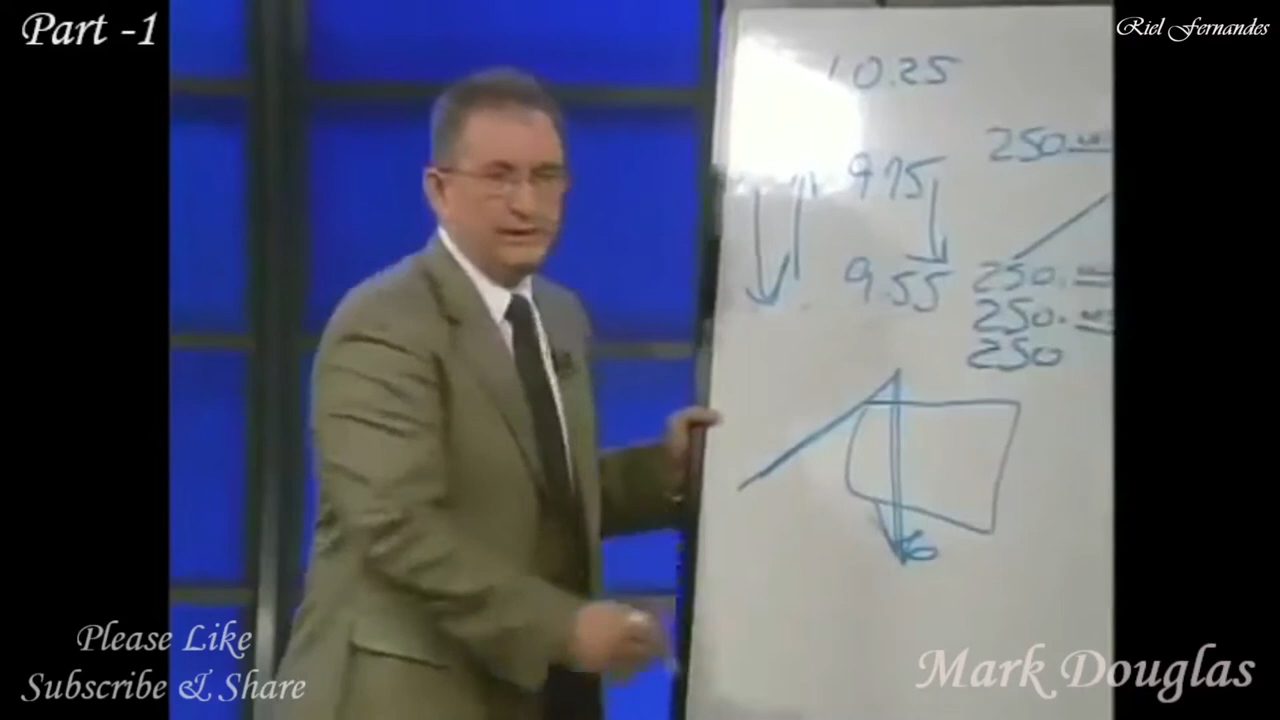 Part -1
Riel Fernandes
10.25
250.00
9.75
9.55
250.
250.
250
Please Like
Subscribe & Share
Mark Douglas